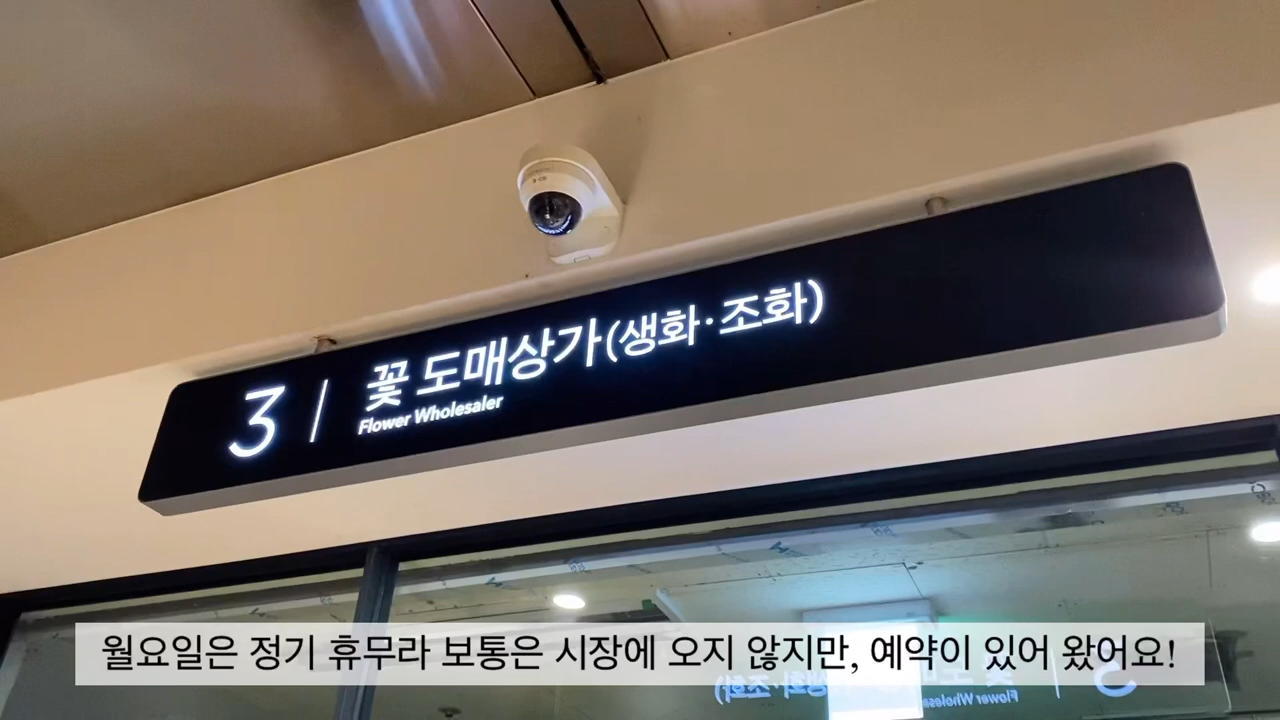 3 | 꽃 도매상가(생화·조화)
Flower Wholesaler
월요일은 정기 휴무라 보통은 시장에 오지 않지만, 예약이 있어 왔어요!